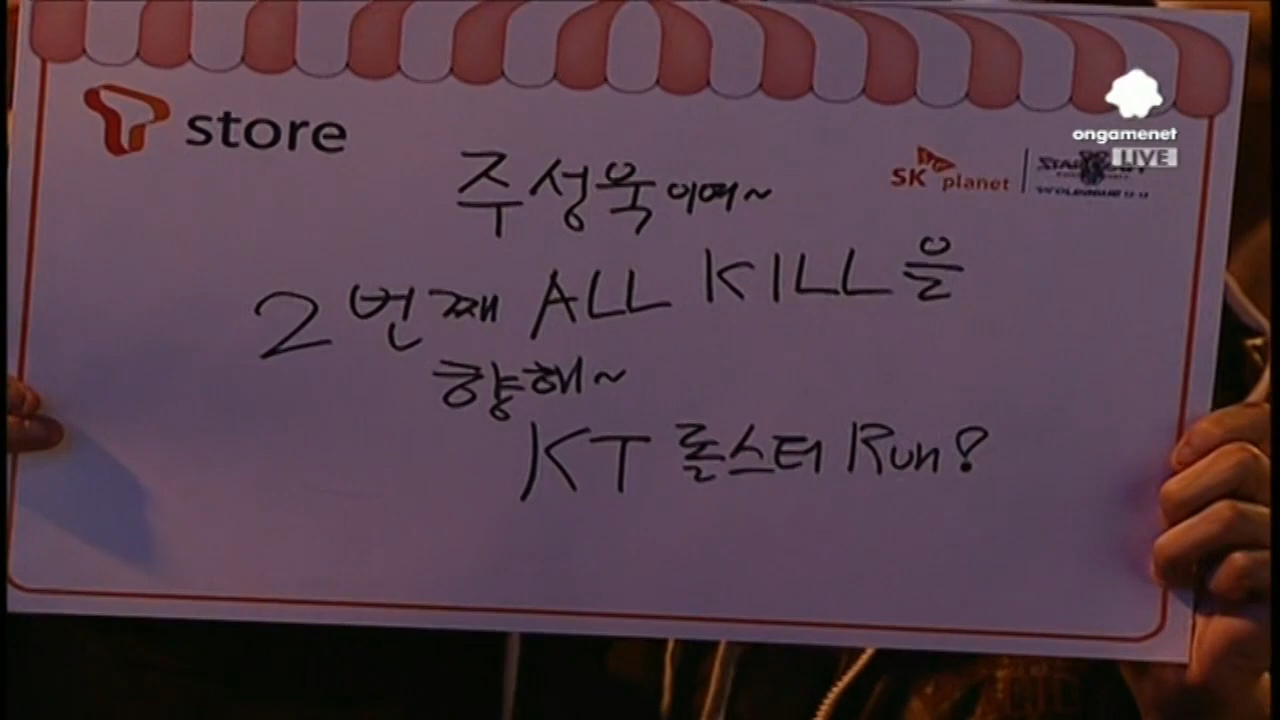 store
ongamenet
LIVE
SK planet
주성욱이여~
2번째 ALL KILL을
향해~
KT 롤스터 Run!